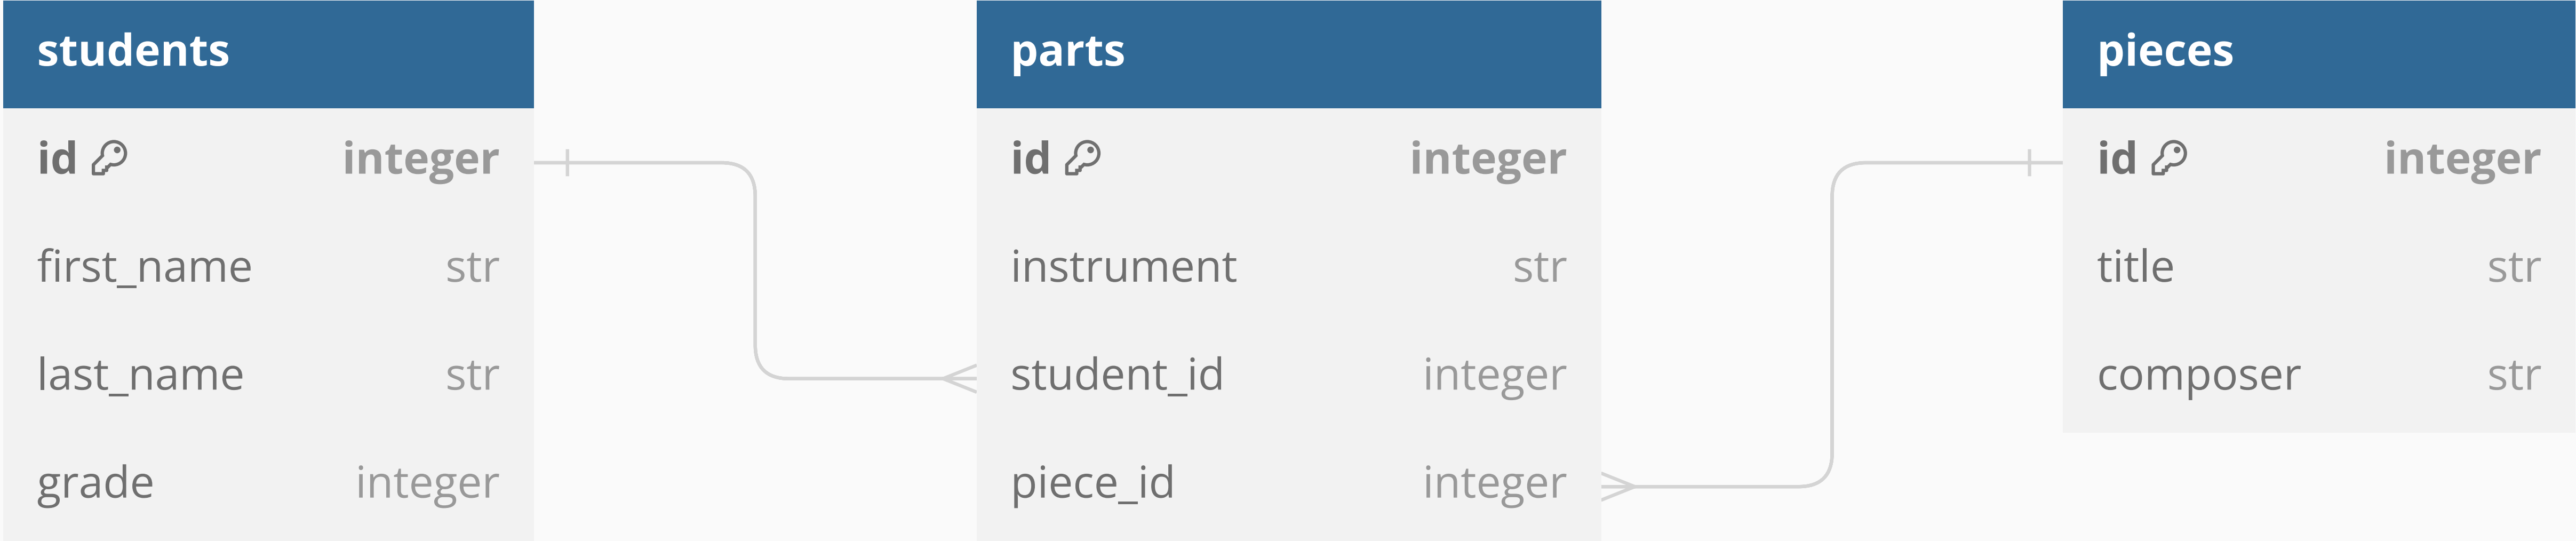 students
id integer
first_name str
last_name str
grade integer
parts
id integer
instrument str
student_id integer
piece_id integer
pieces
id integer
title str
composer str